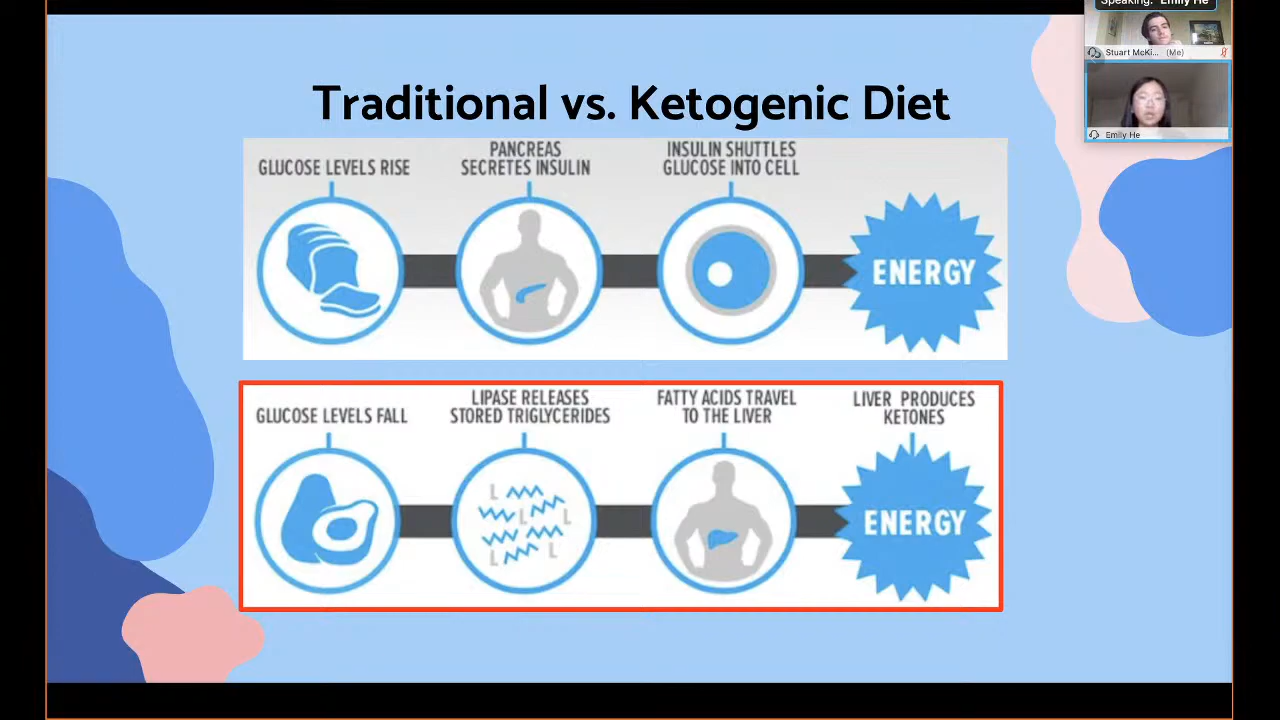 Speaking: Emily He
Stuart McKi... (Me)
Emily He
Traditional vs. Ketogenic Diet
GLUCOSE LEVELS RISE
PANCREAS
SECRETES INSULIN
INSULIN SHUTTLES
GLUCOSE INTO CELL
ENERGY
GLUCOSE LEVELS FALL
LIPASE RELEASES
STORED TRIGLYCERIDES
FATTY ACIDS TRAVEL
TO THE LIVER
LIVER PRODUCES
KETONES
L
L L
L L
ENERGY